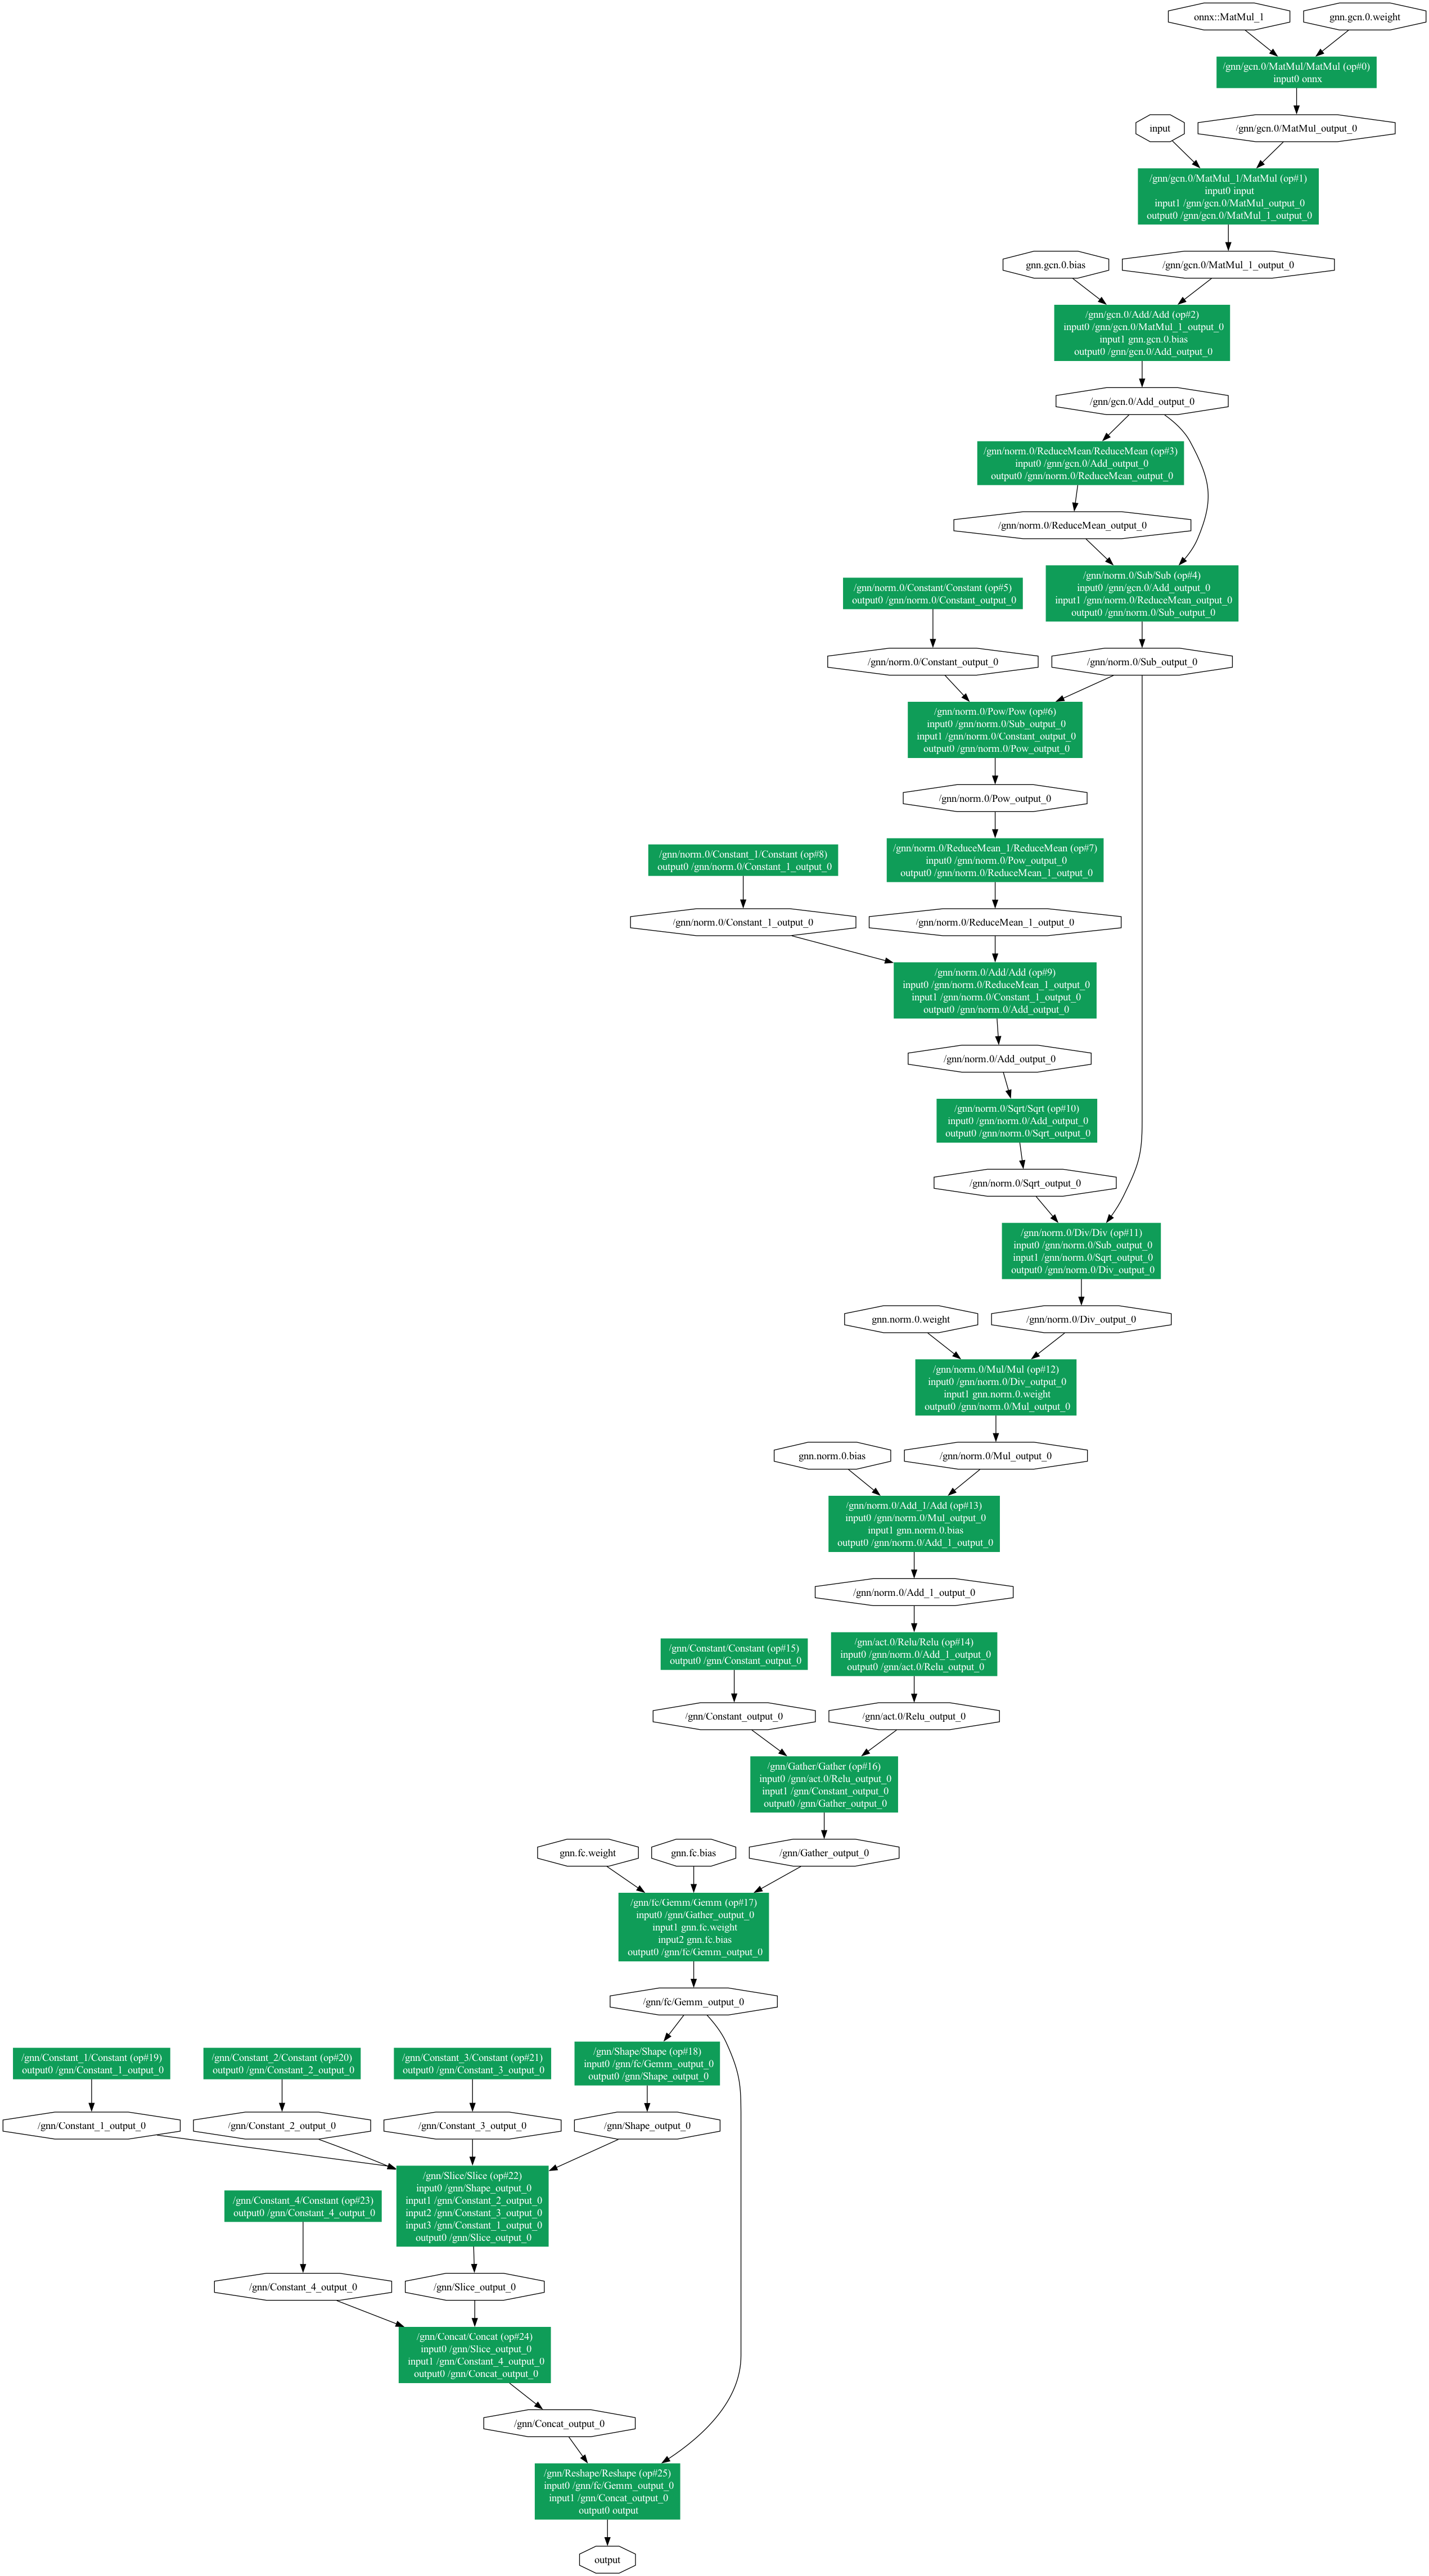 onnx::MatMul_1
gnn.gcn.0.weight
/gnn/gcn.0/MatMul/MatMul (op#0)
input0 onnx
input
/gnn/gcn.0/MatMul_output_0
/gnn/gcn.0/MatMul_1/MatMul (op#1)
input0 input
input1 /gnn/gcn.0/MatMul_output_0
output0 /gnn/gcn.0/MatMul_1_output_0
gnn.gcn.0.bias
/gnn/gcn.0/MatMul_1_output_0
/gnn/gcn.0/Add/Add (op#2)
input0 /gnn/gcn.0/MatMul_1_output_0
input1 gnn.gcn.0.bias
output0 /gnn/gcn.0/Add_output_0
/gnn/gcn.0/Add_output_0
/gnn/norm.0/ReduceMean/ReduceMean (op#3)
input0 /gnn/gcn.0/Add_output_0
output0 /gnn/norm.0/ReduceMean_output_0
/gnn/norm.0/ReduceMean_output_0
/gnn/norm.0/Sub/Sub (op#4)
input0 /gnn/gcn.0/Add_output_0
input1 /gnn/norm.0/ReduceMean_output_0
output0 /gnn/norm.0/Sub_output_0
/gnn/norm.0/Constant/Constant (op#5)
output0 /gnn/norm.0/Constant_output_0
/gnn/norm.0/Constant_output_0
/gnn/norm.0/Sub_output_0
/gnn/norm.0/Pow/Pow (op#6)
input0 /gnn/norm.0/Sub_output_0
input1 /gnn/norm.0/Constant_output_0
output0 /gnn/norm.0/Pow_output_0
/gnn/norm.0/Pow_output_0
/gnn/norm.0/Constant_1/Constant (op#8)
output0 /gnn/norm.0/Constant_1_output_0
/gnn/norm.0/ReduceMean_1/ReduceMean (op#7)
input0 /gnn/norm.0/Pow_output_0
output0 /gnn/norm.0/ReduceMean_1_output_0
/gnn/norm.0/Constant_1_output_0
/gnn/norm.0/ReduceMean_1_output_0
/gnn/norm.0/Add/Add (op#9)
input0 /gnn/norm.0/ReduceMean_1_output_0
input1 /gnn/norm.0/Constant_1_output_0
output0 /gnn/norm.0/Add_output_0
/gnn/norm.0/Add_output_0
/gnn/norm.0/Sqrt/Sqrt (op#10)
input0 /gnn/norm.0/Add_output_0
output0 /gnn/norm.0/Sqrt_output_0
/gnn/norm.0/Sqrt_output_0
/gnn/norm.0/Div/Div (op#11)
input0 /gnn/norm.0/Sub_output_0
input1 /gnn/norm.0/Sqrt_output_0
output0 /gnn/norm.0/Div_output_0
gnn.norm.0.weight
/gnn/norm.0/Div_output_0
/gnn/norm.0/Mul/Mul (op#12)
input0 /gnn/norm.0/Div_output_0
input1 gnn.norm.0.weight
output0 /gnn/norm.0/Mul_output_0
gnn.norm.0.bias
/gnn/norm.0/Mul_output_0
/gnn/norm.0/Add_1/Add (op#13)
input0 /gnn/norm.0/Mul_output_0
input1 gnn.norm.0.bias
output0 /gnn/norm.0/Add_1_output_0
/gnn/norm.0/Add_1_output_0
/gnn/Constant/Constant (op#15)
output0 /gnn/Constant_output_0
/gnn/act.0/Relu/Relu (op#14)
input0 /gnn/norm.0/Add_1_output_0
output0 /gnn/act.0/Relu_output_0
/gnn/Constant_output_0
/gnn/act.0/Relu_output_0
/gnn/Gather/Gather (op#16)
input0 /gnn/act.0/Relu_output_0
input1 /gnn/Constant_output_0
output0 /gnn/Gather_output_0
gnn.fc.weight
gnn.fc.bias
/gnn/Gather_output_0
/gnn/fc/Gemm/Gemm (op#17)
input0 /gnn/Gather_output_0
input1 gnn.fc.weight
input2 gnn.fc.bias
output0 /gnn/fc/Gemm_output_0
/gnn/fc/Gemm_output_0
/gnn/Constant_1/Constant (op#19)
output0 /gnn/Constant_1_output_0
/gnn/Constant_2/Constant (op#20)
output0 /gnn/Constant_2_output_0
/gnn/Constant_3/Constant (op#21)
output0 /gnn/Constant_3_output_0
/gnn/Shape/Shape (op#18)
input0 /gnn/fc/Gemm_output_0
output0 /gnn/Shape_output_0
/gnn/Constant_1_output_0
/gnn/Constant_2_output_0
/gnn/Constant_3_output_0
/gnn/Shape_output_0
/gnn/Slice/Slice (op#22)
input0 /gnn/Shape_output_0
input1 /gnn/Constant_2_output_0
input2 /gnn/Constant_3_output_0
input3 /gnn/Constant_1_output_0
output0 /gnn/Slice_output_0
/gnn/Constant_4/Constant (op#23)
output0 /gnn/Constant_4_output_0
/gnn/Constant_4_output_0
/gnn/Slice_output_0
/gnn/Concat/Concat (op#24)
input0 /gnn/Slice_output_0
input1 /gnn/Constant_4_output_0
output0 /gnn/Concat_output_0
/gnn/Concat_output_0
/gnn/Reshape/Reshape (op#25)
input0 /gnn/fc/Gemm_output_0
input1 /gnn/Concat_output_0
output0 output
output